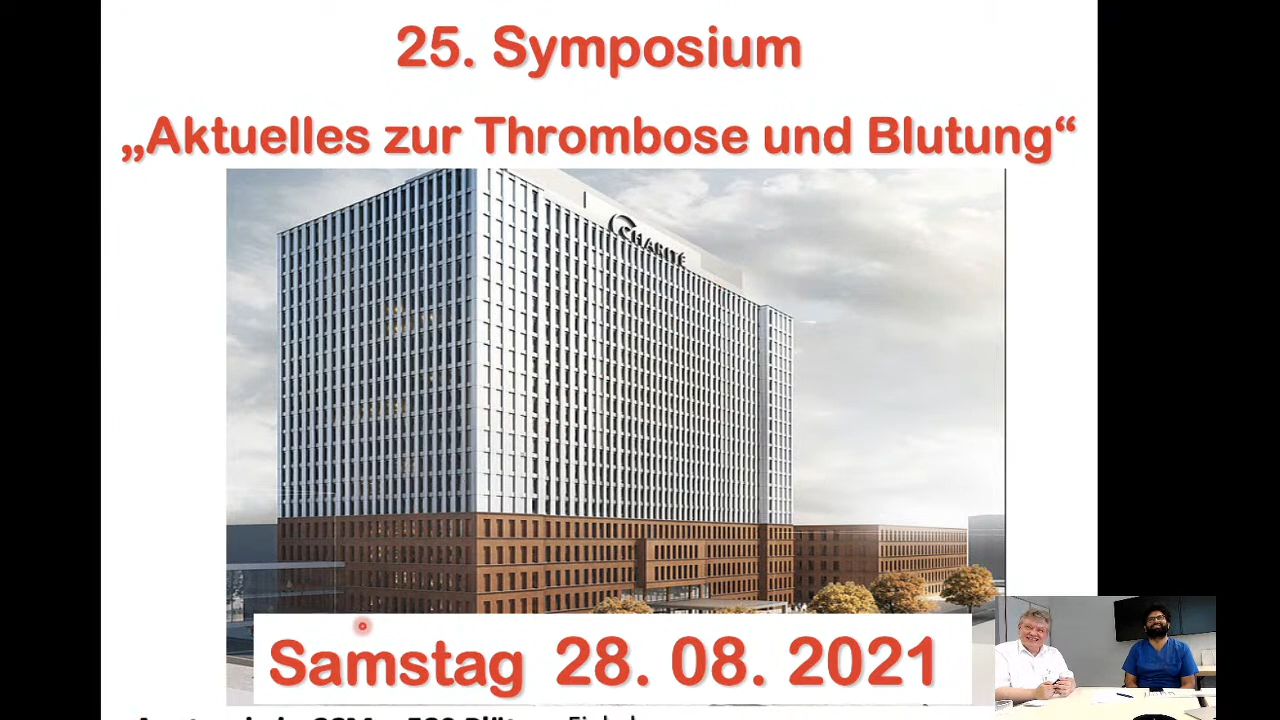 25. Symposium
„Aktuelles zur Thrombose und Blutung“
CHARITÉ
Samstag 28. 08. 2021